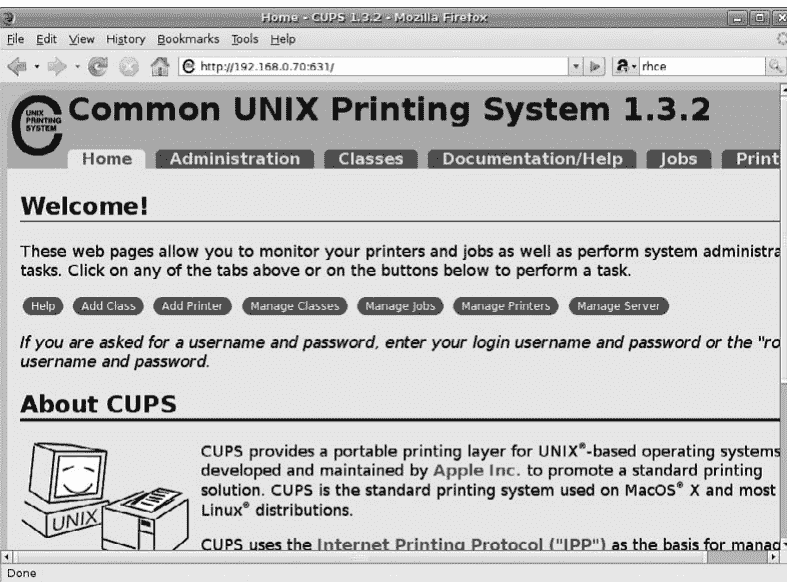 Home - CUPS 1.3.2 - Mozilla Firefox
File Edit View History Bookmarks Tools Help
http://192.168.0.70:631/ rhce
UNIX PRINTING SYSTEM
Common UNIX Printing System 1.3.2
Home Administration Classes Documentation/Help Jobs Print
Welcome!
These web pages allow you to monitor your printers and jobs as well as perform system administra
tasks. Click on any of the tabs above or on the buttons below to perform a task.
Help Add Class Add Printer Manage Classes Manage Jobs Manage Printers Manage Server
If you are asked for a username and password, enter your login username and password or the "ro
username and password.
About CUPS
UNIX
CUPS provides a portable printing layer for UNIX®-based operating systems
developed and maintained by Apple Inc. to promote a standard printing
solution. CUPS is the standard printing system used on MacOS® X and most
Linux® distributions.
CUPS uses the Internet Printing Protocol ("IPP") as the basis for manag
Done